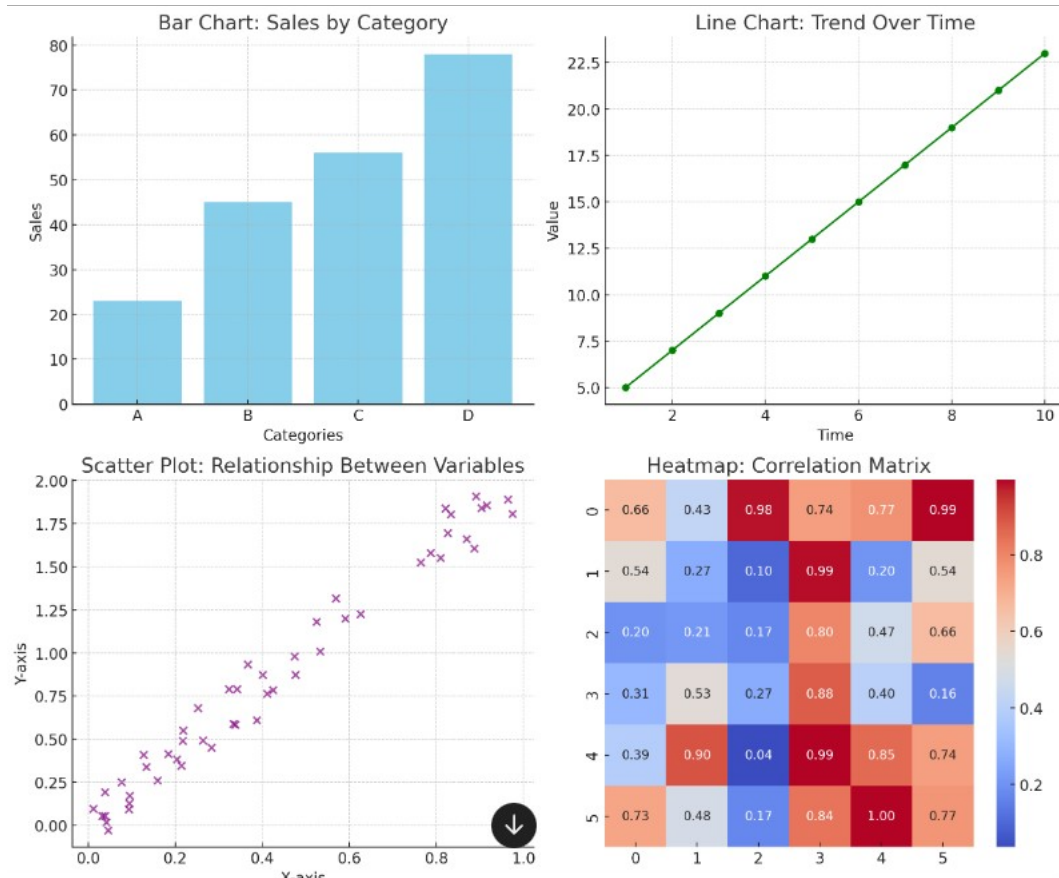 Bar Chart: Sales by Category
80
70
60
50
40
30
20
10
0
Sales
A B C D
Categories
Line Chart: Trend Over Time
22.5
20.0
17.5
15.0
12.5
10.0
7.5
5.0
Value
2 4 6 8 10
Time
Scatter Plot: Relationship Between Variables
2.00
1.75
1.50
1.25
1.00
0.75
0.50
0.25
0.00
Y-axis
0.0 0.2 0.4 0.6 0.8 1.0
X-axis
Heatmap: Correlation Matrix
0 0.66 0.43 0.98 0.74 0.77 0.99
1 0.54 0.27 0.10 0.99 0.20 0.54
2 0.20 0.21 0.17 0.80 0.47 0.66
3 0.31 0.53 0.27 0.88 0.40 0.16
4 0.39 0.90 0.04 0.99 0.85 0.74
5 0.73 0.48 0.17 0.84 1.00 0.77
0 1 2 3 4 5
0.8
0.6
0.4
0.2